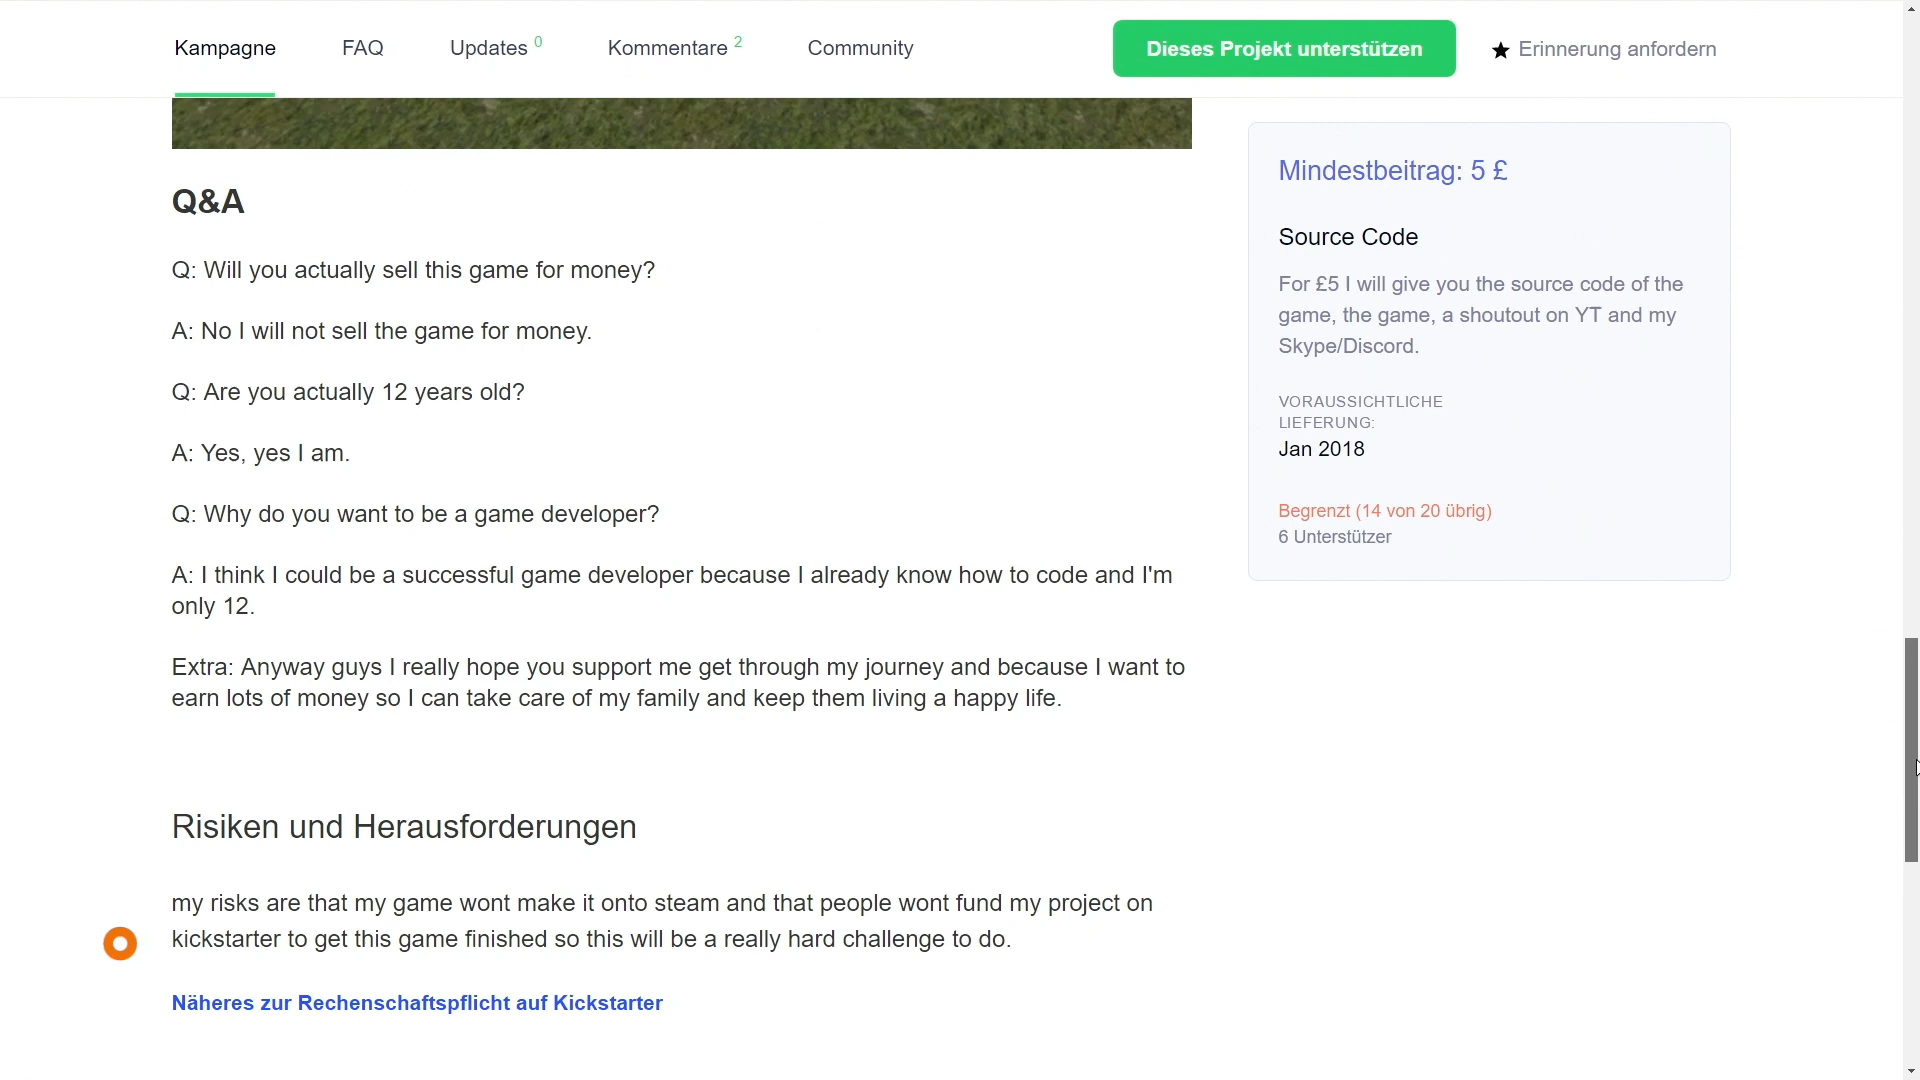 Kampagne FAQ Updates 0 Kommentare 2 Community Dieses Projekt unterstützen Erinnerung anfordern
Q&A
Q: Will you actually sell this game for money?
A: No I will not sell the game for money.
Q: Are you actually 12 years old?
A: Yes, yes I am.
Q: Why do you want to be a game developer?
A: I think I could be a successful game developer because I already know how to code and I'm
only 12.
Extra: Anyway guys I really hope you support me get through my journey and because I want to
earn lots of money so I can take care of my family and keep them living a happy life.
Risiken und Herausforderungen
my risks are that my game wont make it onto steam and that people wont fund my project on
kickstarter to get this game finished so this will be a really hard challenge to do.
Näheres zur Rechenschaftspflicht auf Kickstarter
Mindestbeitrag: 5 £
Source Code
For £5 I will give you the source code of the
game, the game, a shoutout on YT and my
Skype/Discord.
VORAUSSICHTLICHE
LIEFERUNG:
Jan 2018
Begrenzt (14 von 20 übrig)
6 Unterstützer